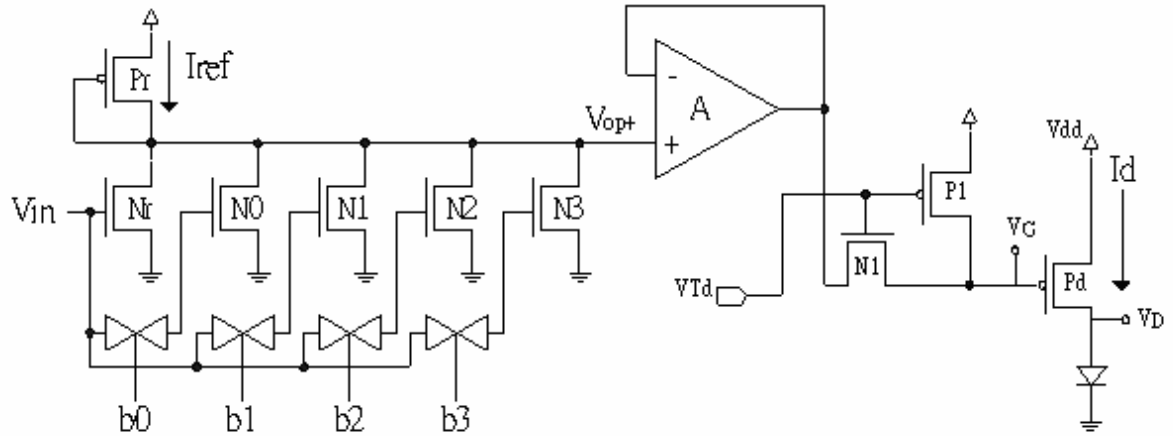 Pr
Iref
Vin
Nr
N0
N1
N2
N3
b0
b1
b2
b3
Vop+
-
A
+
VTd
N1
P1
VG
Vdd
Id
Pd
VD